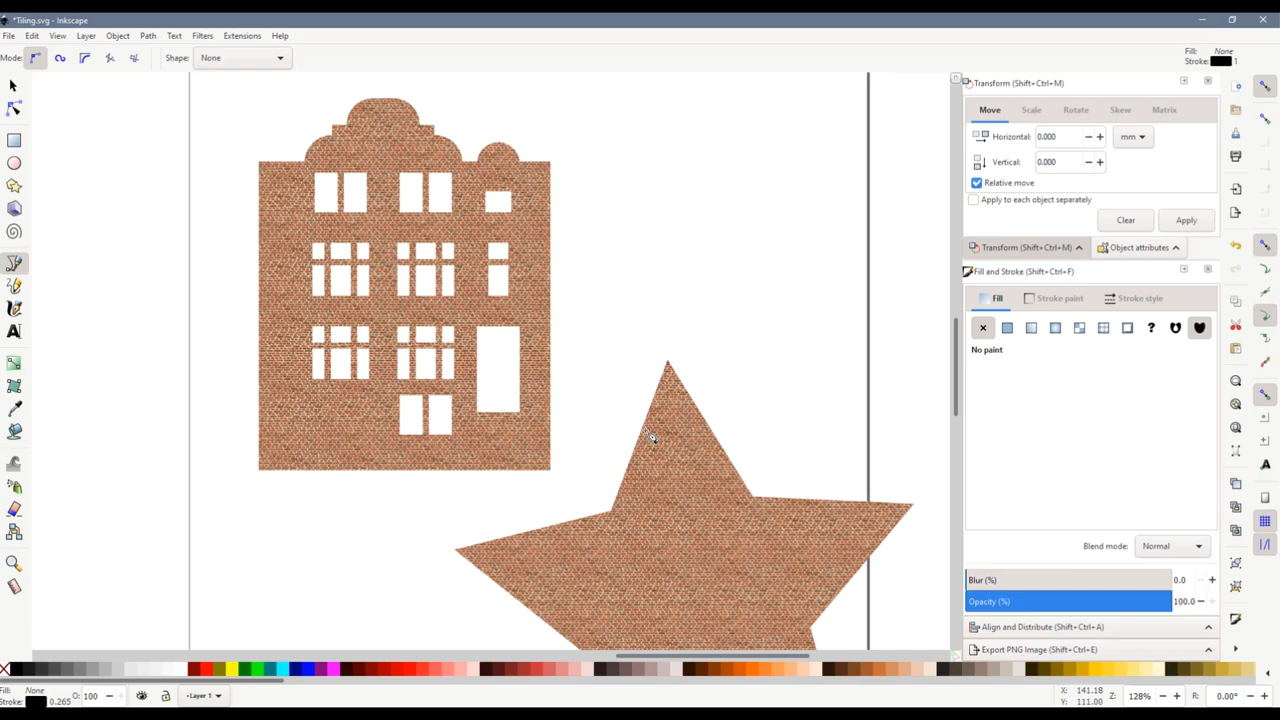 *Tiling.svg - Inkscape
File Edit View Layer Object Path Text Filters Extensions Help
Mode: Shape: None
Fill: None
Stroke: 1
Transform (Shift+Ctrl+M)
Move Scale Rotate Skew Matrix
Horizontal: 0.000 mm
Vertical: 0.000
Relative move
Apply to each object separately
Clear Apply
Transform (Shift+Ctrl+M) Object attributes
Fill and Stroke (Shift+Ctrl+F)
Fill Stroke paint Stroke style
No paint
Blend mode: Normal
Blur (%) 0.0
Opacity (%) 100.0
Align and Distribute (Shift+Ctrl+A)
Export PNG Image (Shift+Ctrl+E)
Fill: None
Stroke: 0.265
O: 100
Layer 1
X: 141.18
Y: 111.00
Z: 128%
R: 0.00°